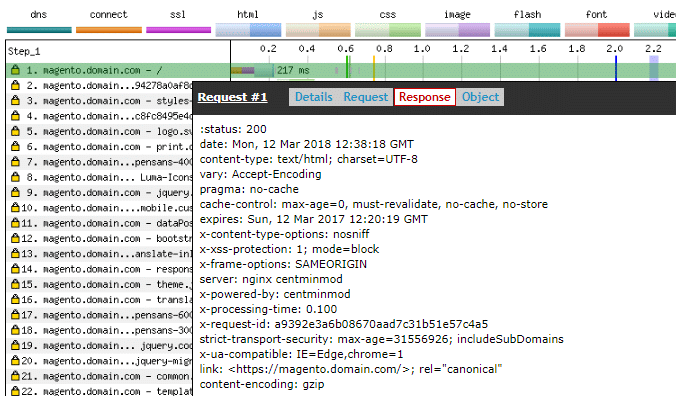 dns connect ssl html js css image flash font video
Step_1 0.2 0.4 0.6 0.8 1.0 1.2 1.4 1.6 1.8 2.0 2.2
1. magento.domain.com - / 217 ms
2. magento.domain...94278a0af8d
3. magento.domain.com - styles-
4. magento.domain...c8fc8495e4d
5. magento.domain.com - logo.sv
6. magento.domain.com - print.c
7. magento.domain...pensans-400
8. magento.domain... Luma-Icons
9. magento.domain.com - jquery.
10. magento.domain....mobile.cus
11. magento.domain.com - dataPos
12. magento.domain.com - bootstr
13. magento.domain...anslate-inl
14. magento.domain.com - respons
15. magento.domain.com - theme.j
16. magento.domain.com - transla
17. magento.domain...pensans-600
18. magento.domain...pensans-300
19. magento.domain... jquery.coo
20. magento.domain...jquery-migr
21. magento.domain.com - common.
22. magento.domain.com - templat
Request #1 Details Request Response Object
:status: 200
date: Mon, 12 Mar 2018 12:38:18 GMT
content-type: text/html; charset=UTF-8
vary: Accept-Encoding
pragma: no-cache
cache-control: max-age=0, must-revalidate, no-cache, no-store
expires: Sun, 12 Mar 2017 12:20:19 GMT
x-content-type-options: nosniff
x-xss-protection: 1; mode=block
x-frame-options: SAMEORIGIN
server: nginx centminmod
x-powered-by: centminmod
x-processing-time: 0.100
x-request-id: a9392e3a6b08670aad7c31b51e57c4a5
strict-transport-security: max-age=31556926; includeSubDomains
x-ua-compatible: IE=Edge,chrome=1
link: <https://magento.domain.com/>; rel="canonical"
content-encoding: gzip